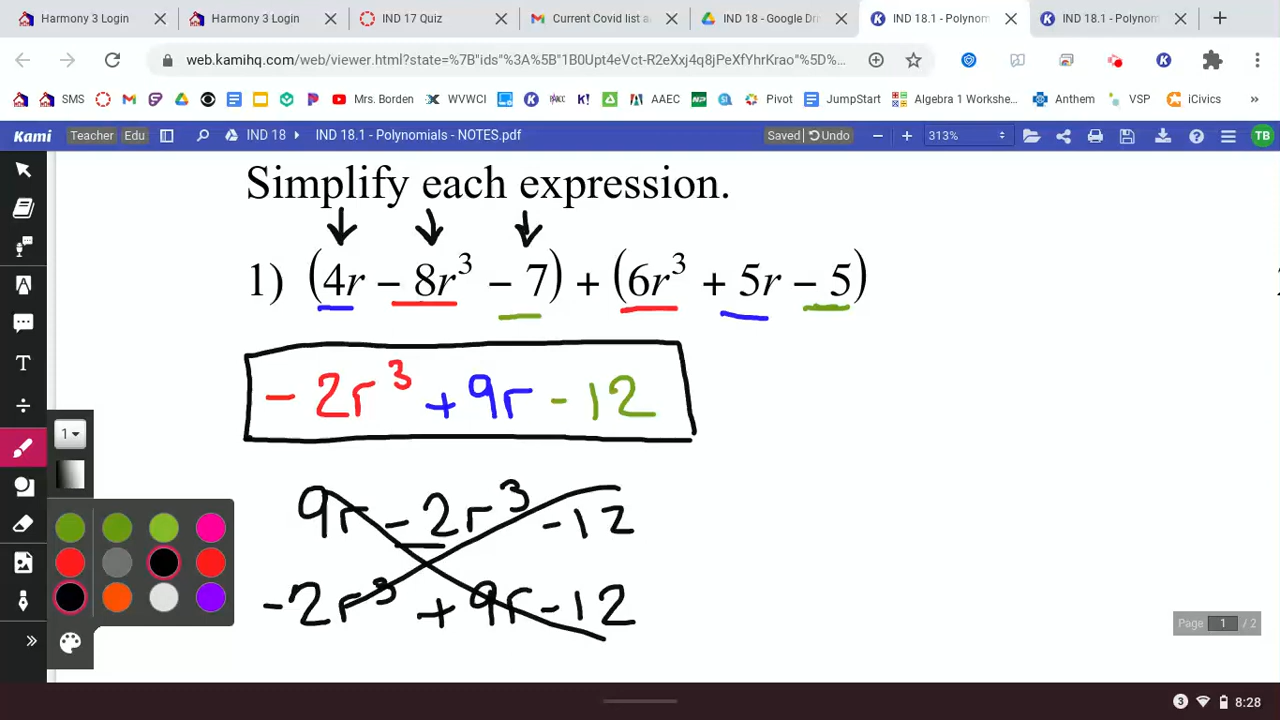 Harmony 3 Login
Harmony 3 Login
IND 17 Quiz
Current Covid list a
IND 18 - Google Dri
IND 18.1 - Polynom
IND 18.1 - Polynom
web.kamihq.com/web/viewer.html?state=%7B"ids"%3A%5B"1B0Upt4eVct-R2eXxj4q8jPeXfYhrKrao"%5D%...
SMS
Mrs. Borden
WVWCI
AAEC
Pivot
JumpStart
Algebra 1 Workshe...
Anthem
VSP
iCivics
»
Kami Teacher Edu IND 18 IND 18.1 - Polynomials - NOTES.pdf Saved Undo 313% TB
Simplify each expression.
1) (4r − 8r³ − 7) + (6r³ + 5r − 5)
- 2r³ + 9r - 12
9r - 2r³ - 12
-2r³ + 9r - 12
1
Page 1 / 2
3 8:28